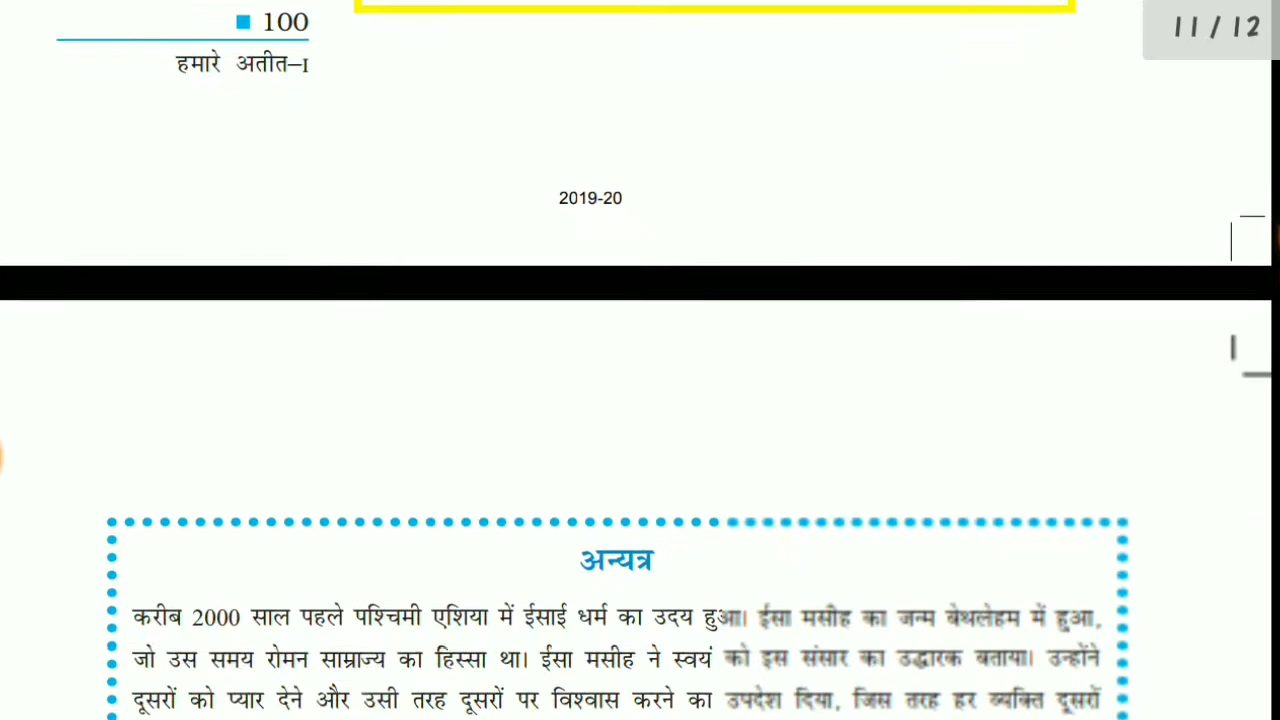 ■ 100
हमारे अतीत–I
11 / 12
2019-20
अन्यत्र
करीब 2000 साल पहले पश्चिमी एशिया में ईसाई धर्म का उदय हुआ। ईसा मसीह का जन्म बेथलेहम में हुआ,
जो उस समय रोमन साम्राज्य का हिस्सा था। ईसा मसीह ने स्वयं को इस संसार का उद्धारक बताया। उन्होंने
दूसरों को प्यार देने और उसी तरह दूसरों पर विश्वास करने का उपदेश दिया, जिस तरह हर व्यक्ति दूसरों